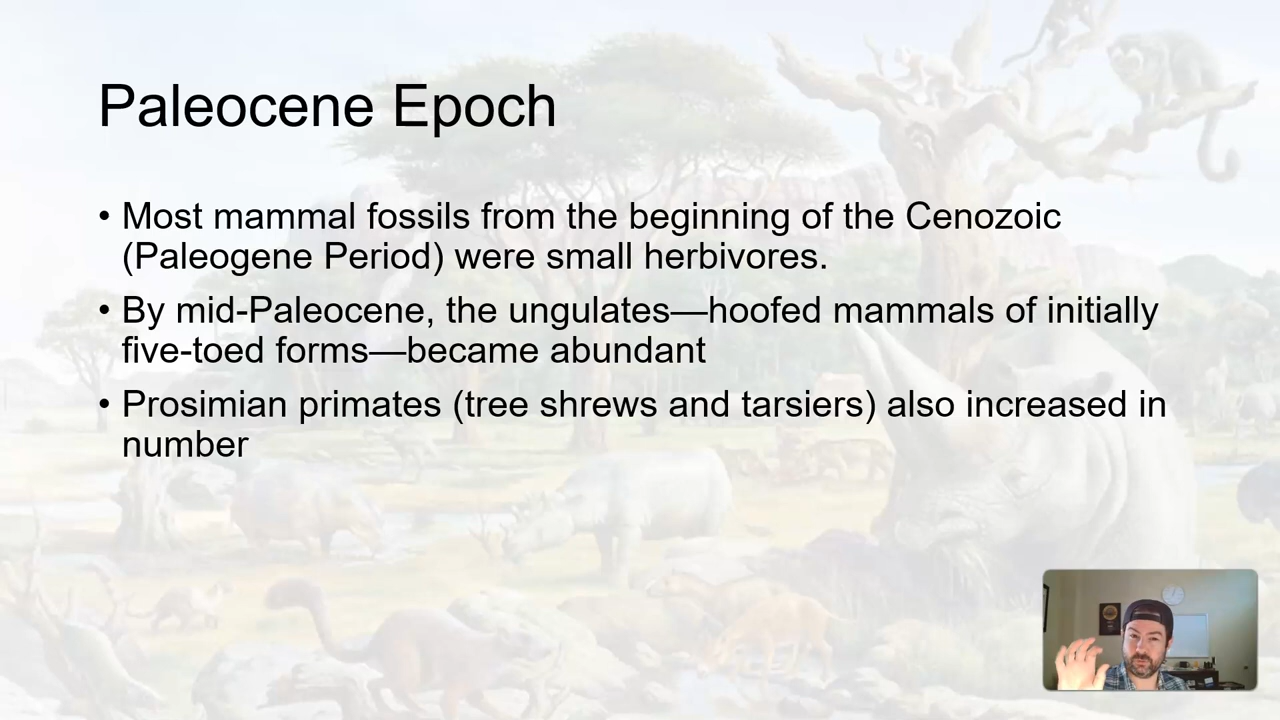 Paleocene Epoch
• Most mammal fossils from the beginning of the Cenozoic
(Paleogene Period) were small herbivores.
• By mid-Paleocene, the ungulates—hoofed mammals of initially
five-toed forms—became abundant
• Prosimian primates (tree shrews and tarsiers) also increased in
number